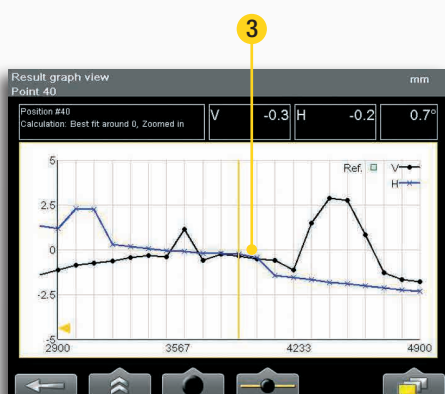 3
Result graph view
mm
Point 40
Position #40
Calculation: Best fit around 0, Zoomed in
V -0.3
H -0.2
0.7°
Ref.
V
H
5
2.5
0
-2.5
-5
2900 3567 4233 4900